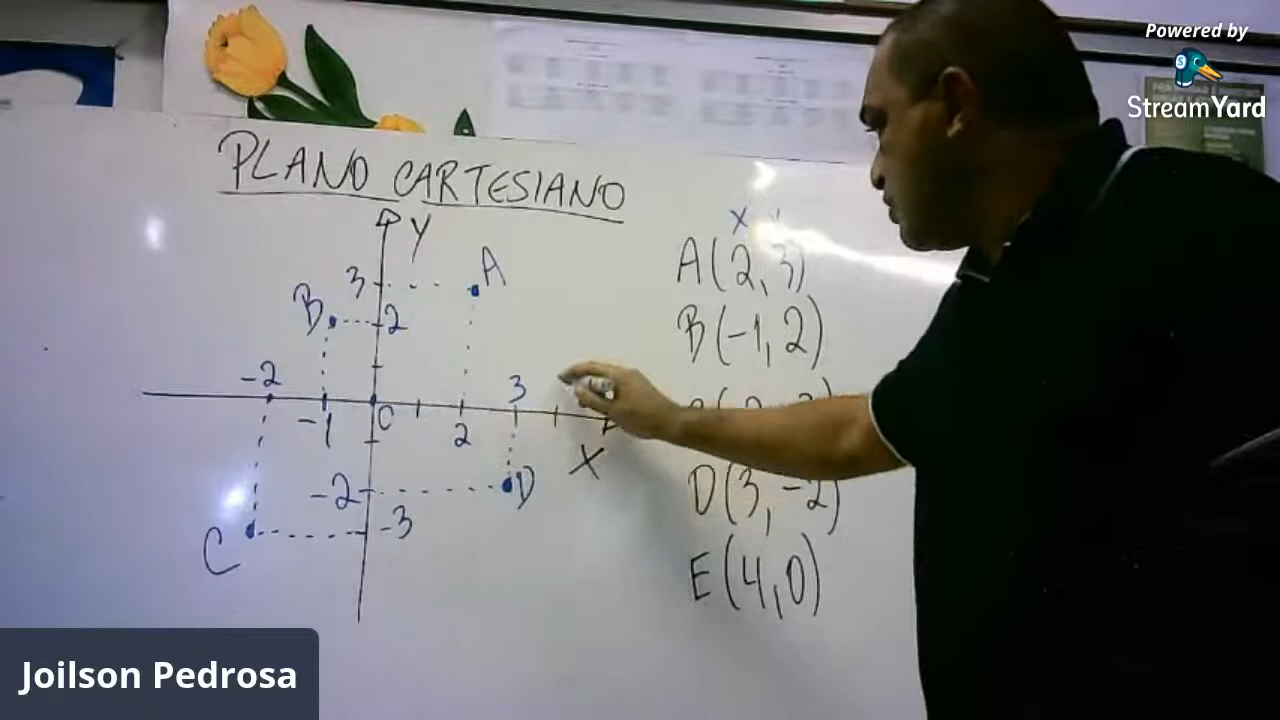 Powered by
StreamYard
PLANO CARTESIANO
Y
X Y
3
A
A(2,3)
B
2
B(-1,2)
-2
3
-1
0
2
X
D(3,-2)
-2
D
C
-3
E(4,0)
Joilson Pedrosa